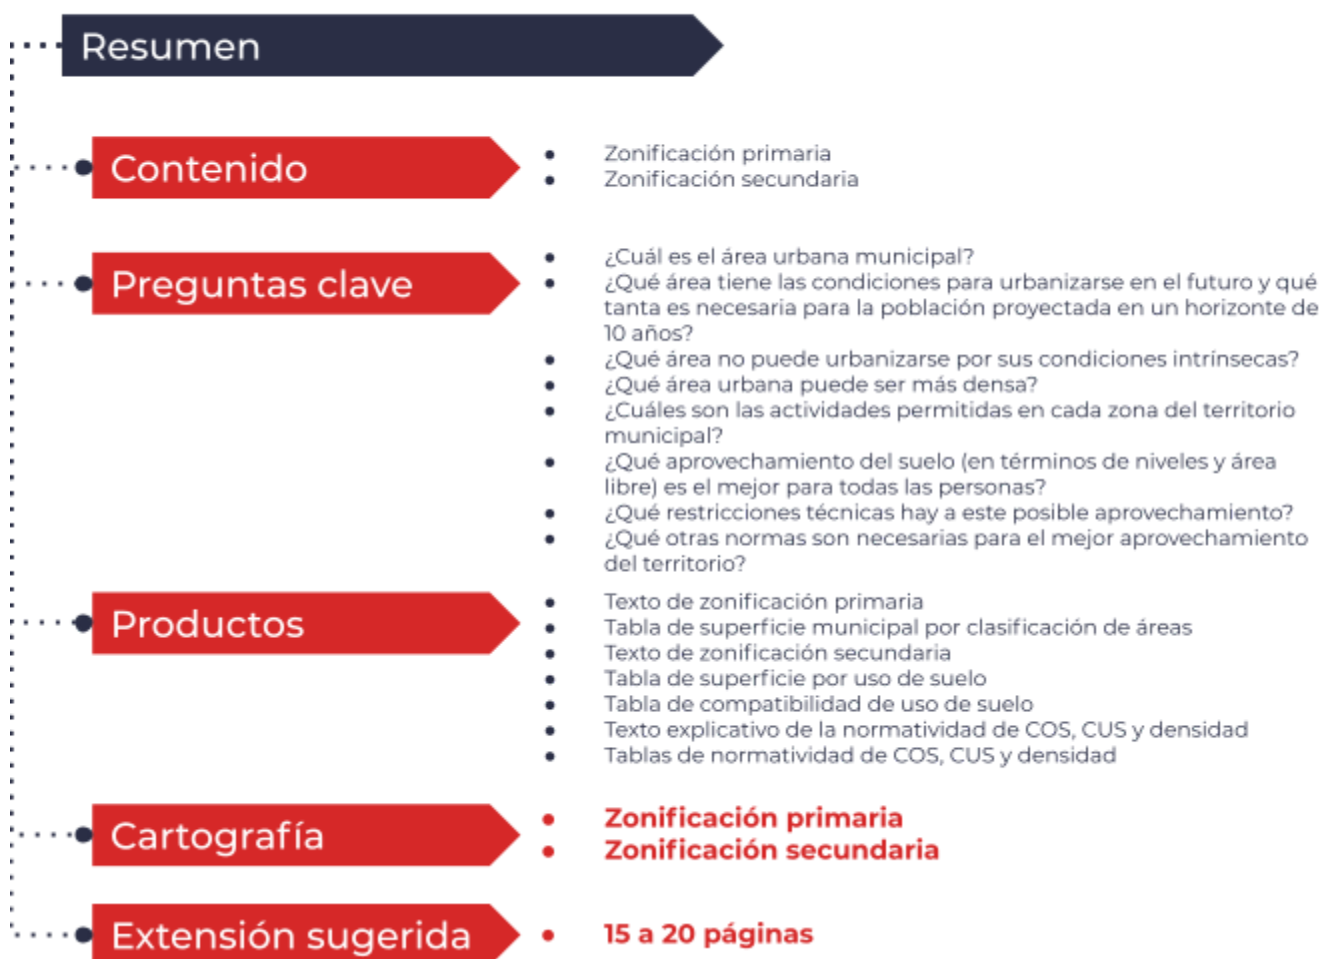 Resumen
Contenido
• Zonificación primaria
• Zonificación secundaria
Preguntas clave
• ¿Cuál es el área urbana municipal?
• ¿Qué área tiene las condiciones para urbanizarse en el futuro y qué
tanta es necesaria para la población proyectada en un horizonte de
10 años?
• ¿Qué área no puede urbanizarse por sus condiciones intrínsecas?
• ¿Qué área urbana puede ser más densa?
• ¿Cuáles son las actividades permitidas en cada zona del territorio
municipal?
• ¿Qué aprovechamiento del suelo (en términos de niveles y área
libre) es el mejor para todas las personas?
• ¿Qué restricciones técnicas hay a este posible aprovechamiento?
• ¿Qué otras normas son necesarias para el mejor aprovechamiento
del territorio?
Productos
• Texto de zonificación primaria
• Tabla de superficie municipal por clasificación de áreas
• Texto de zonificación secundaria
• Tabla de superficie por uso de suelo
• Tabla de compatibilidad de uso de suelo
• Texto explicativo de la normatividad de COS, CUS y densidad
• Tablas de normatividad de COS, CUS y densidad
Cartografía
• Zonificación primaria
• Zonificación secundaria
Extensión sugerida
• 15 a 20 páginas